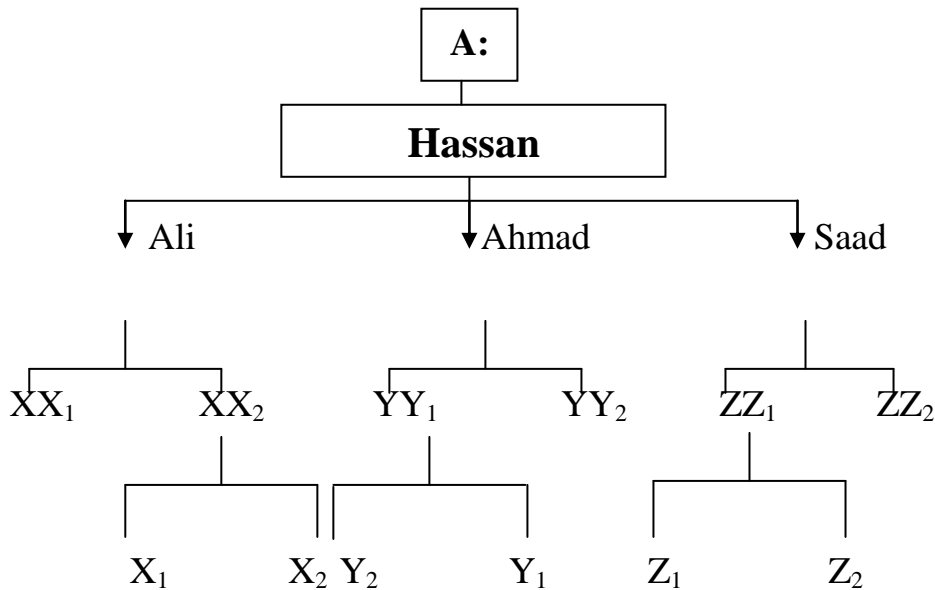 A:
Hassan
Ali Ahmad Saad
XX₁ XX₂ YY₁ YY₂ ZZ₁ ZZ₂
X₁ X₂ Y₂ Y₁ Z₁ Z₂